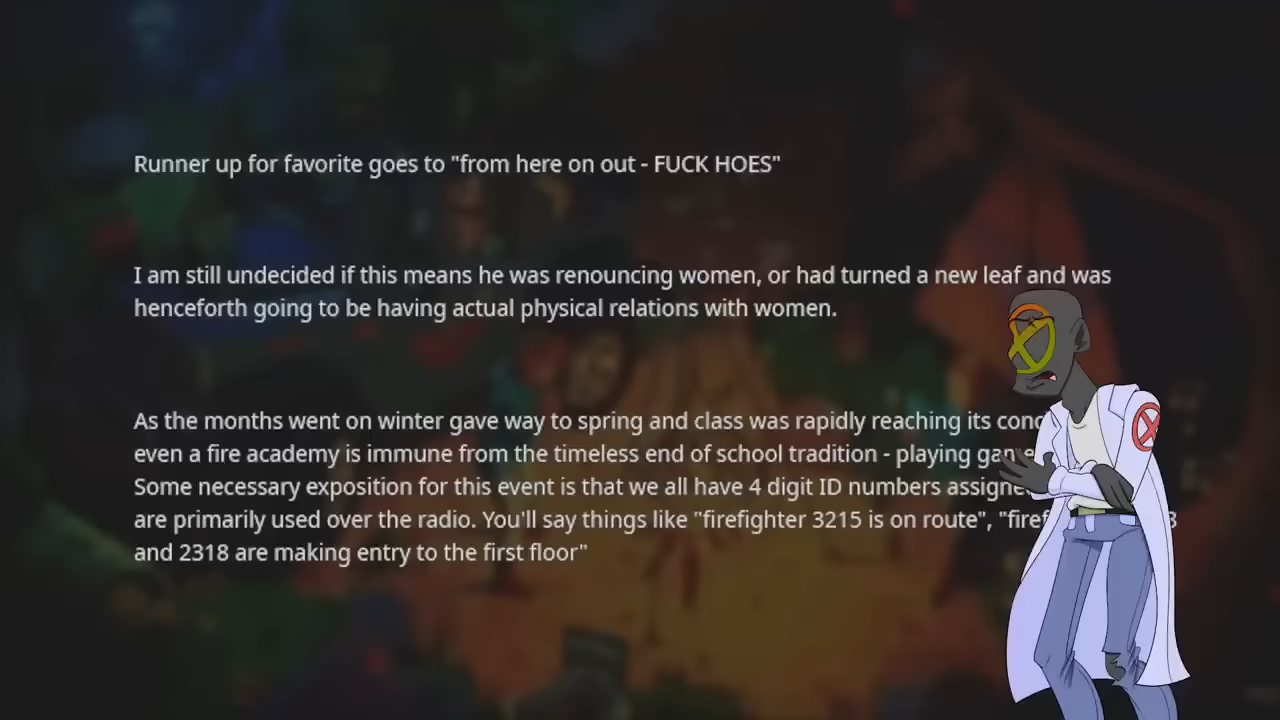 Runner up for favorite goes to "from here on out - FUCK HOES"
I am still undecided if this means he was renouncing women, or had turned a new leaf and was
henceforth going to be having actual physical relations with women.
As the months went on winter gave way to spring and class was rapidly reaching its
even a fire academy is immune from the timeless end of school tradition - playing
Some necessary exposition for this event is that we all have 4 digit ID numbers
are primarily used over the radio. You'll say things like "firefighter 3215 is on route",
and 2318 are making entry to the first floor"